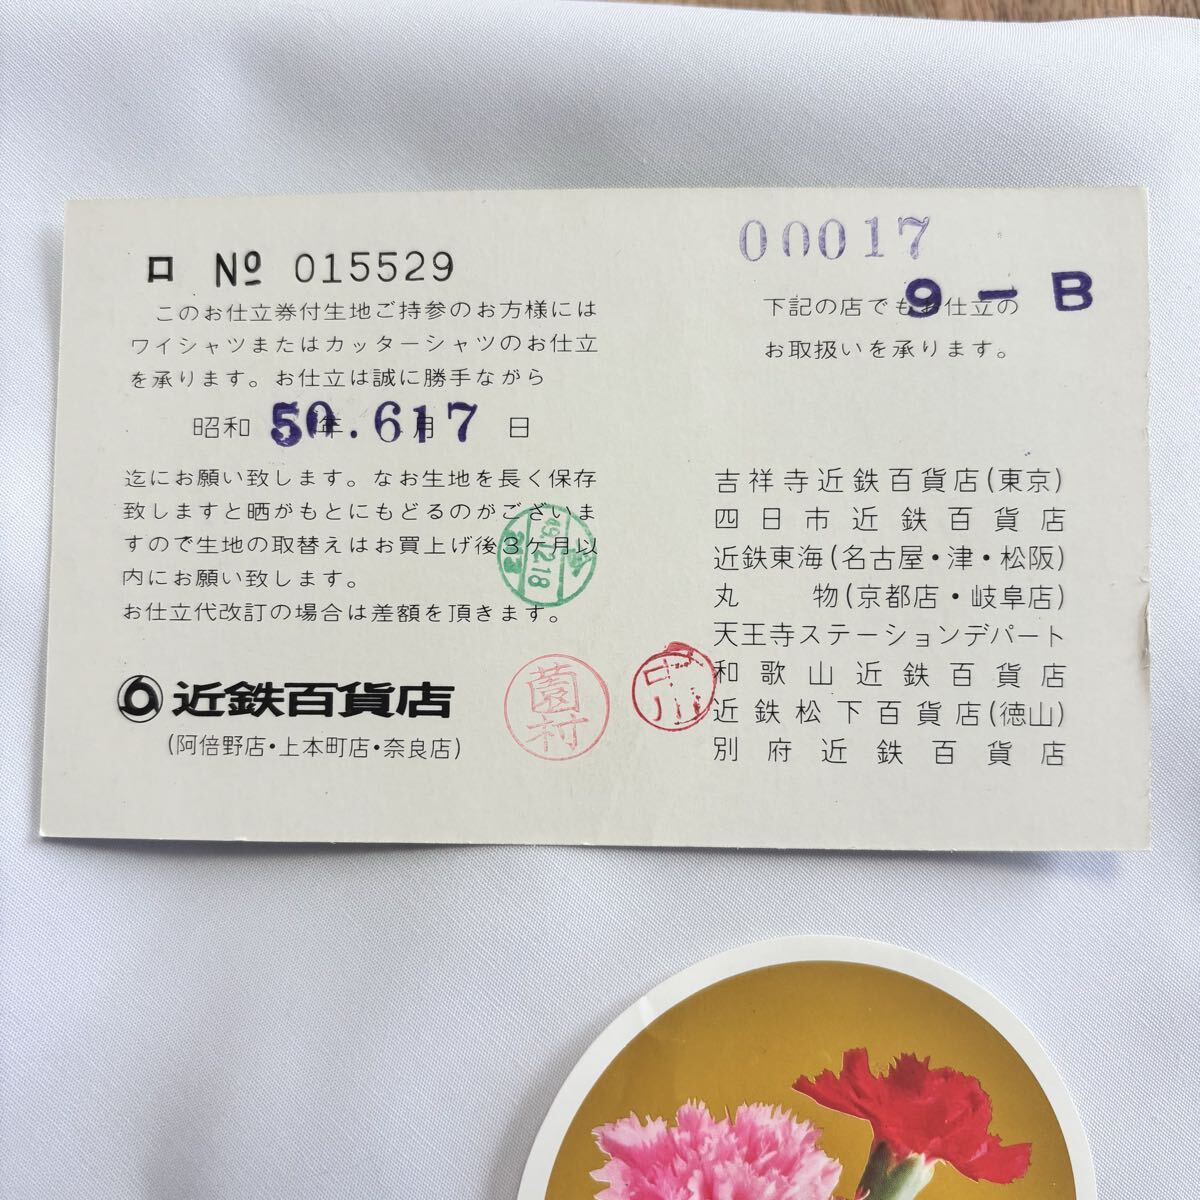 ロ № 015529
このお仕立券付生地ご持参のお方様には
ワイシャツまたはカッターシャツのお仕立
を承ります。お仕立は誠に勝手ながら
昭和 50年.6月17日
迄にお願い致します。なお生地を長く保存
致しますと晒がもとにもどるのがございま
すので生地の取替えはお買上げ後3ケ月以
内にお願い致します。
お仕立代改訂の場合は差額を頂きます。
近鉄百貨店
(阿倍野店・上本町店・奈良店)
49.12.18
薗村
中川
00017
9-B
下記の店でもお仕立の
お取扱いを承ります。
吉祥寺近鉄百貨店(東京)
四日市近鉄百貨店
近鉄東海(名古屋・津・松阪)
丸物(京都店・岐阜店)
天王寺ステーションデパート
和歌山近鉄百貨店
近鉄松下百貨店(徳山)
別府近鉄百貨店